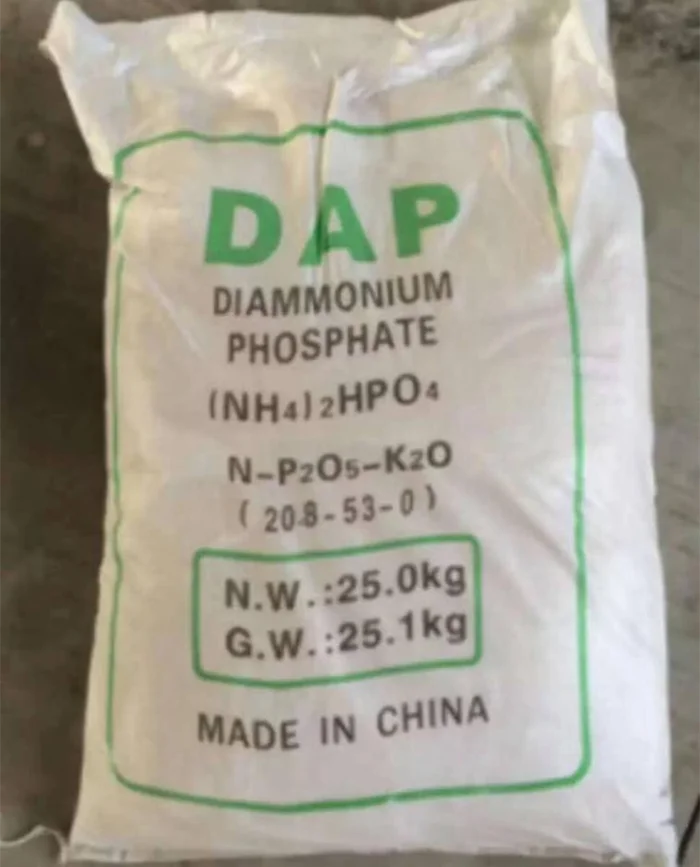 DAP
DIAMMONIUM
PHOSPHATE
(NH4)2HPO4
N-P2O5-K2O
(20.8-53-0)
N.W.:25.0kg
G.W.:25.1kg
MADE IN CHINA